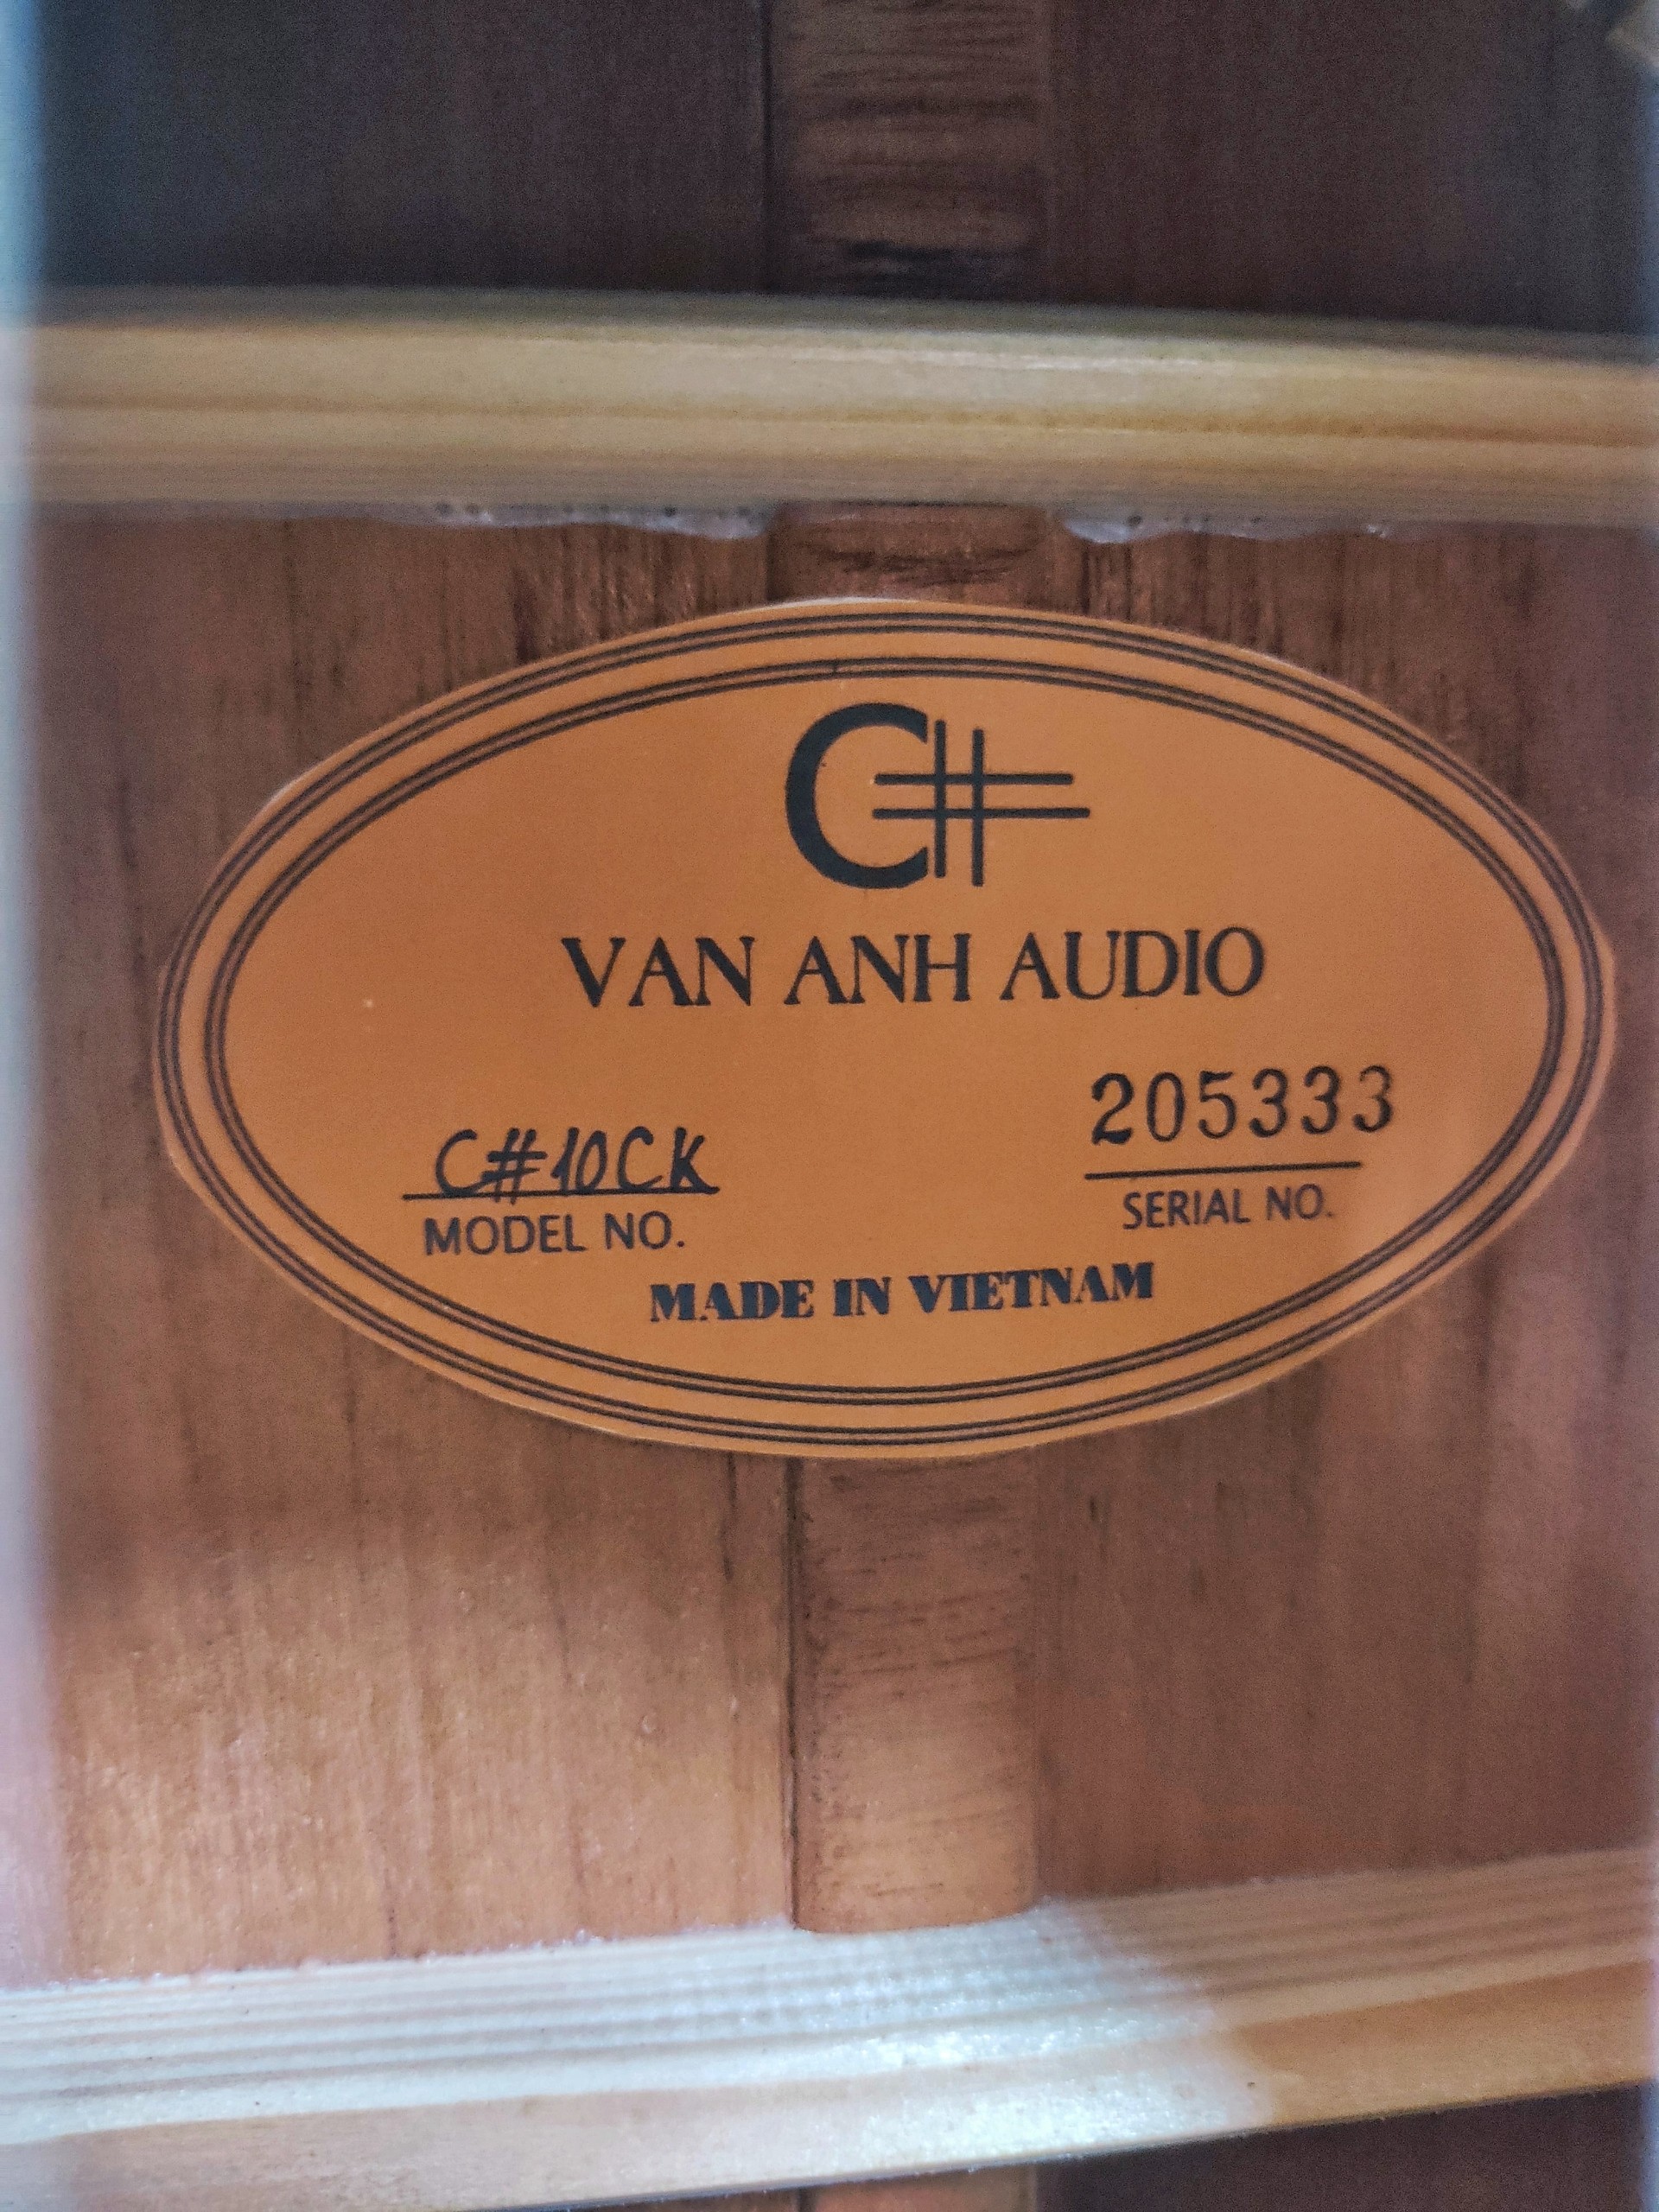 C#
VAN ANH AUDIO
C#10CK
MODEL NO.
205333
SERIAL NO.
MADE IN VIETNAM